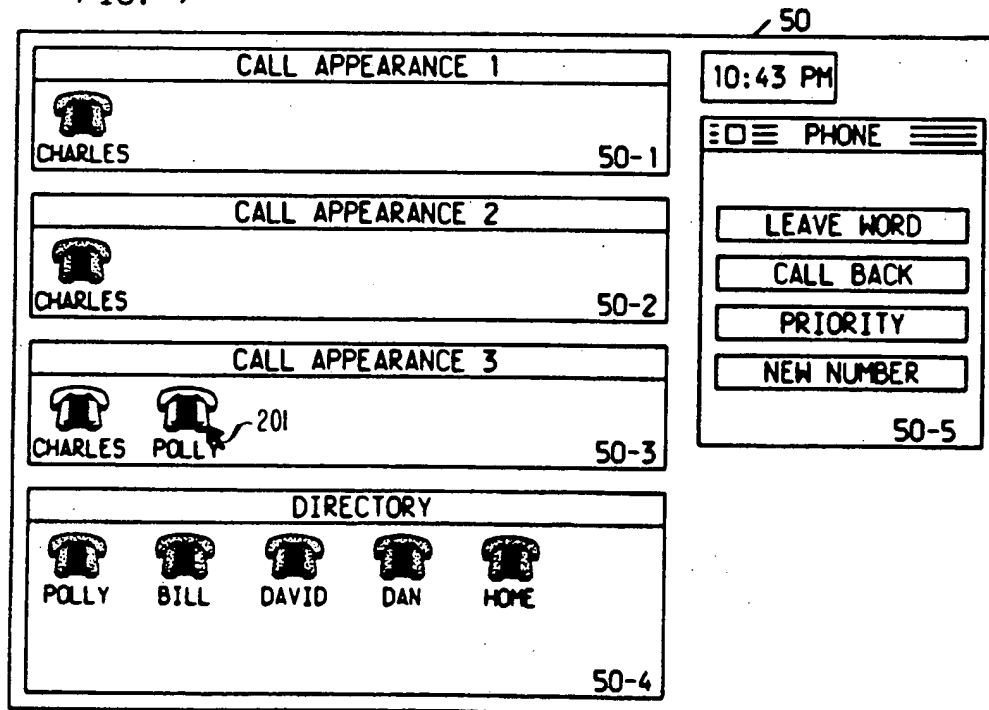 50
CALL APPEARANCE 1
CHARLES
50-1
CALL APPEARANCE 2
CHARLES
50-2
CALL APPEARANCE 3
CHARLES POLLY
201
50-3
DIRECTORY
POLLY BILL DAVID DAN HOME
50-4
10:43 PM
PHONE
LEAVE WORD
CALL BACK
PRIORITY
NEW NUMBER
50-5